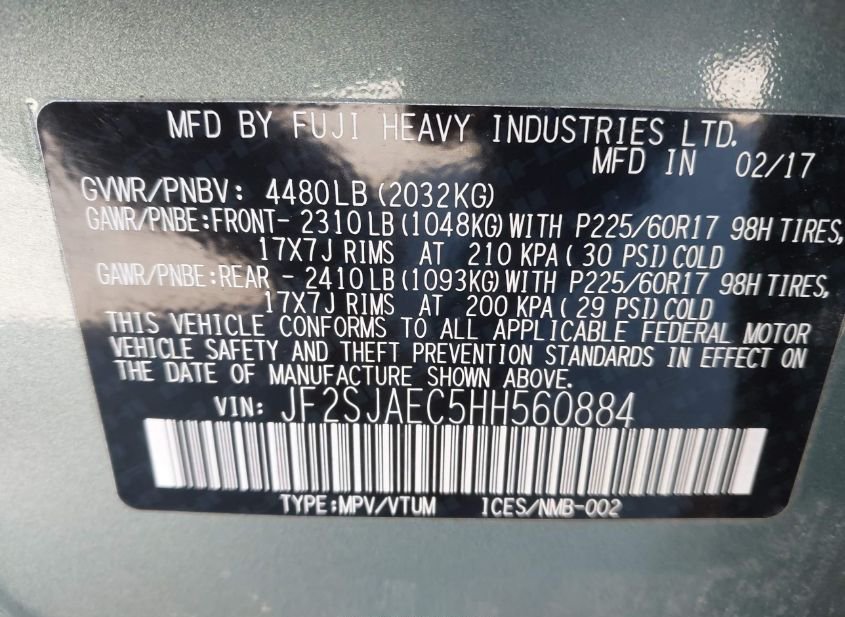 MFD BY FUJI HEAVY INDUSTRIES LTD.
MFD IN 02/17
GVWR/PNBV: 4480LB (2032KG)
GAWR/PNBE:FRONT- 2310LB(1048KG)WITH P225/60R17 98H TIRES,
17X7J RIMS AT 210 KPA( 30 PSI)COLD
GAWR/PNBE:REAR - 2410LB(1093KG)WITH P225/60R17 98H TIRES,
17X7J RIMS AT 200 KPA( 29 PSI)COLD
THIS VEHICLE CONFORMS TO ALL APPLICABLE FEDERAL MOTOR
VEHICLE SAFETY AND THEFT PREVENTION STANDARDS IN EFFECT ON
THE DATE OF MANUFACTURE SHOWN ABOVE.
VIN: JF2SJAEC5HH560884
TYPE:MPV/VTUM ICES/NMB-002